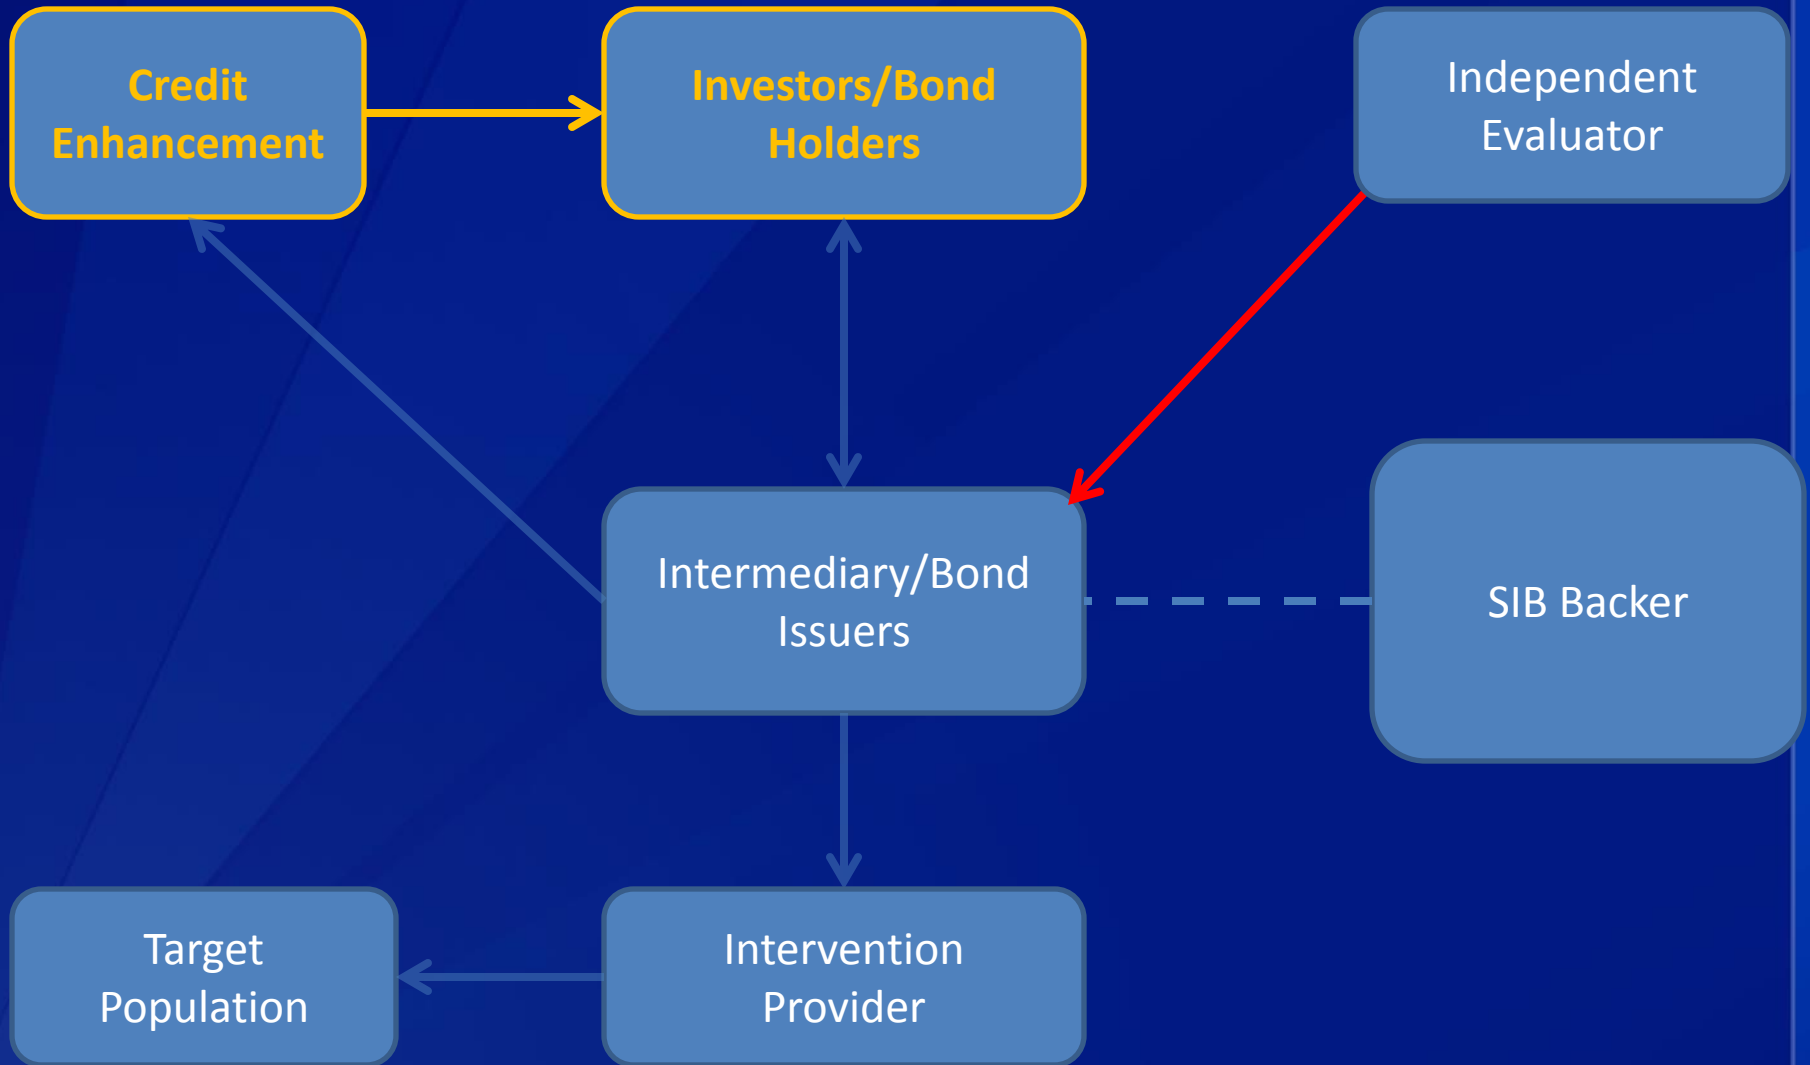 Credit
Enhancement
Investors/Bond
Holders
Independent
Evaluator
Intermediary/Bond
Issuers
SIB Backer
Target
Population
Intervention
Provider